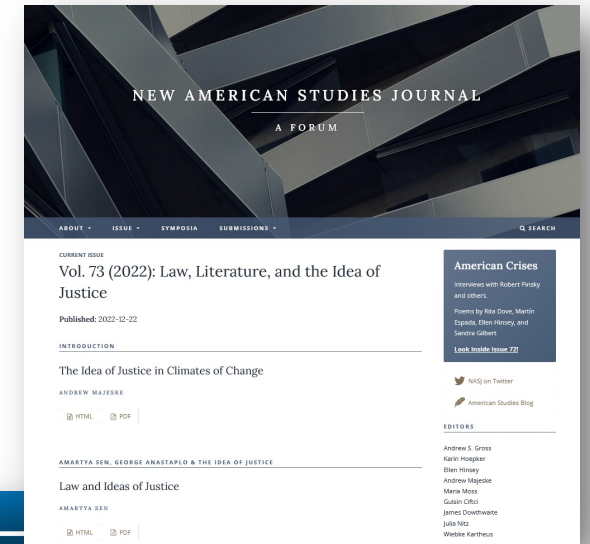 NEW AMERICAN STUDIES JOURNAL
A FORUM
ABOUT ISSUE SYMPOSIA SUBMISSIONS SEARCH
CURRENT ISSUE
Vol. 73 (2022): Law, Literature, and the Idea of
Justice
Published: 2022-12-22
INTRODUCTION
The Idea of Justice in Climates of Change
ANDREW MAJESKE
HTML PDF
AMARTYA SEN, GEORGE ANASTAPLO & THE IDEA OF JUSTICE
Law and Ideas of Justice
AMARTYA SEN
HTML PDF
American Crises
Interviews with Robert Pinsky
and others.
Poems by Rita Dove, Martín
Espada, Ellen Hinsey, and
Sandra Gilbert
Look Inside Issue 72!
NASJ on Twitter
American Studies Blog
EDITORS
Andrew S. Gross
Karin Hoepker
Ellen Hinsey
Andrew Majeske
Maria Moss
Gulsin Ciftci
James Dowthwaite
Julia Nitz
Wiebke Kartheus